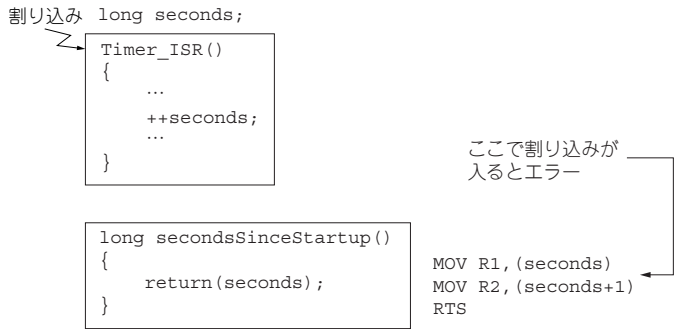 割り込み long seconds;
Timer_ISR()
{
…
++seconds;
…
}
ここで割り込みが
入るとエラー
long secondsSinceStartup()
{
return(seconds);
}
MOV R1,(seconds)
MOV R2,(seconds+1)
RTS